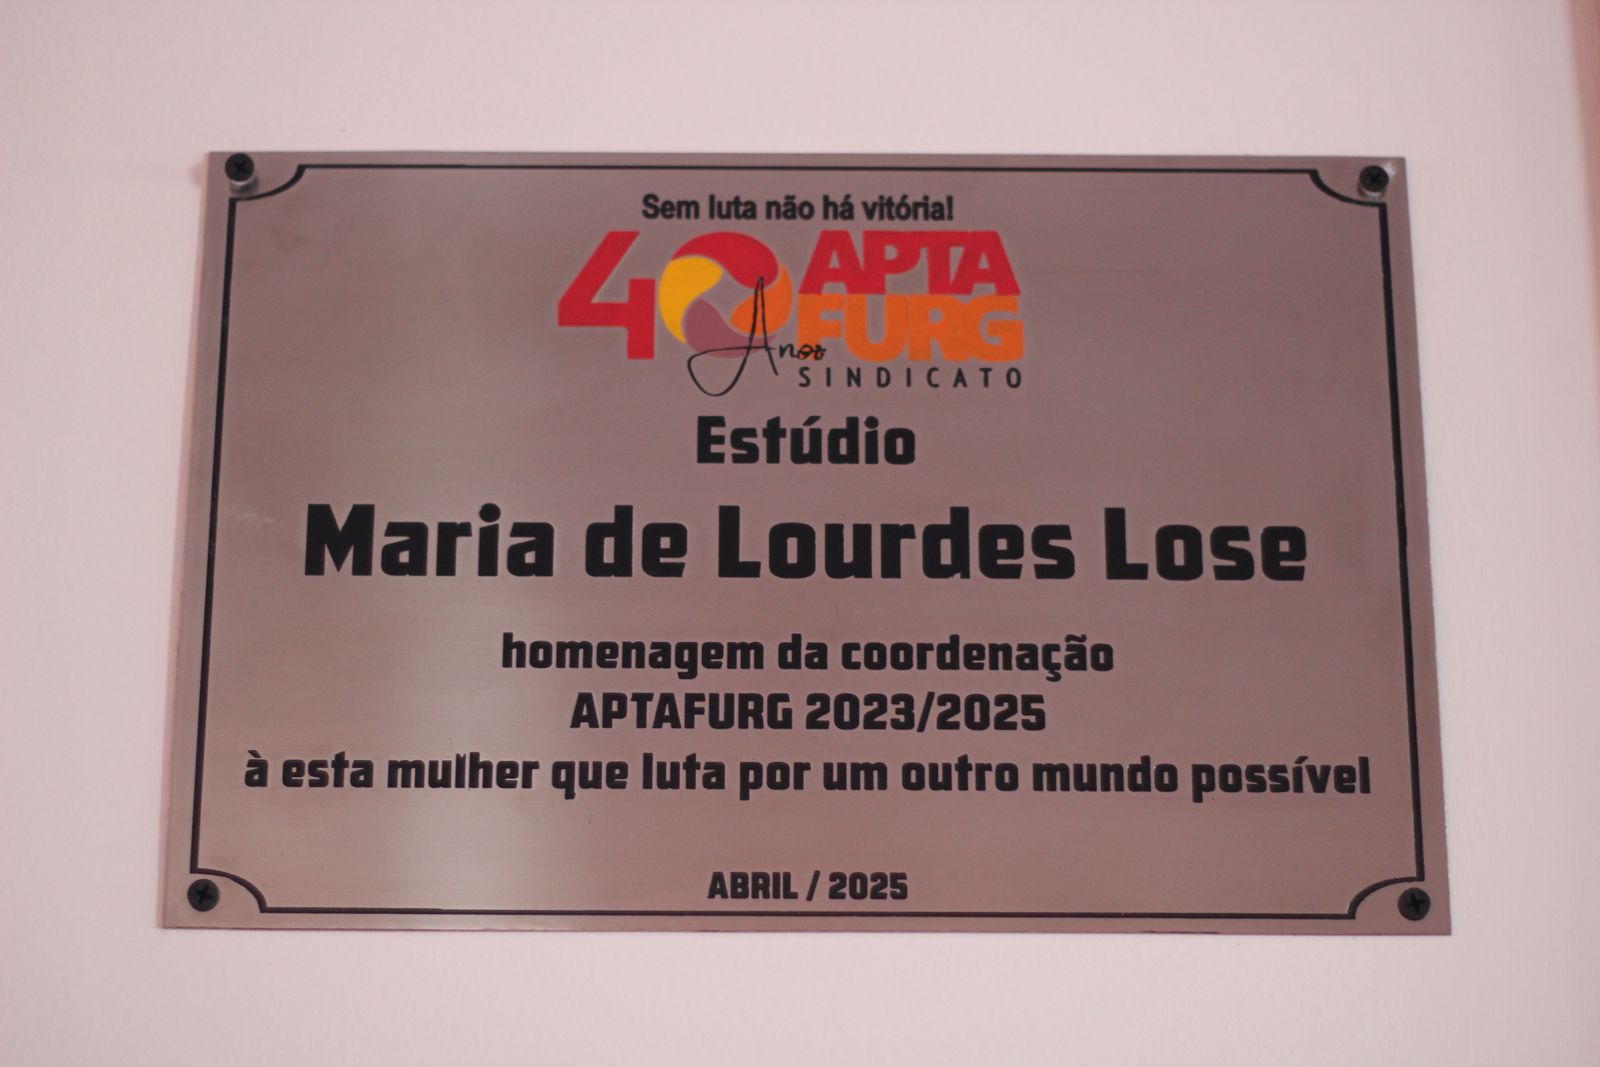 Sem luta não há vitória!
40 Anos APTA
FURG
SINDICATO
Estúdio
Maria de Lourdes Lose
homenagem da coordenação
APTAFURG 2023/2025
à esta mulher que luta por um outro mundo possível
ABRIL / 2025